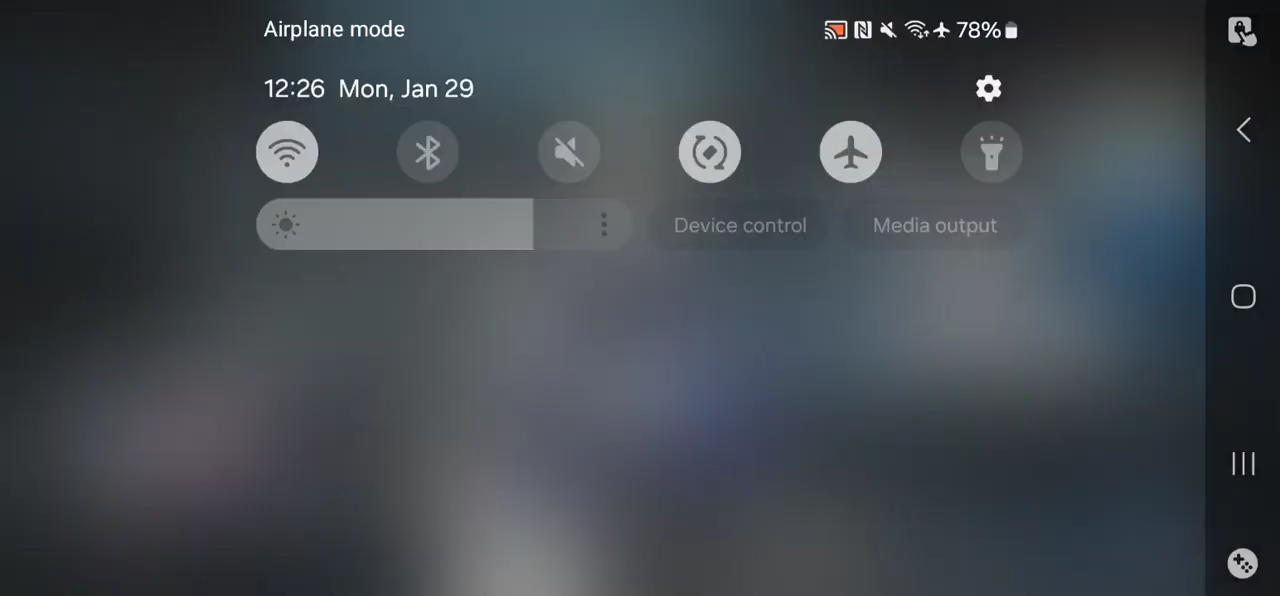 Airplane mode
78%
12:26 Mon, Jan 29
Device control
Media output